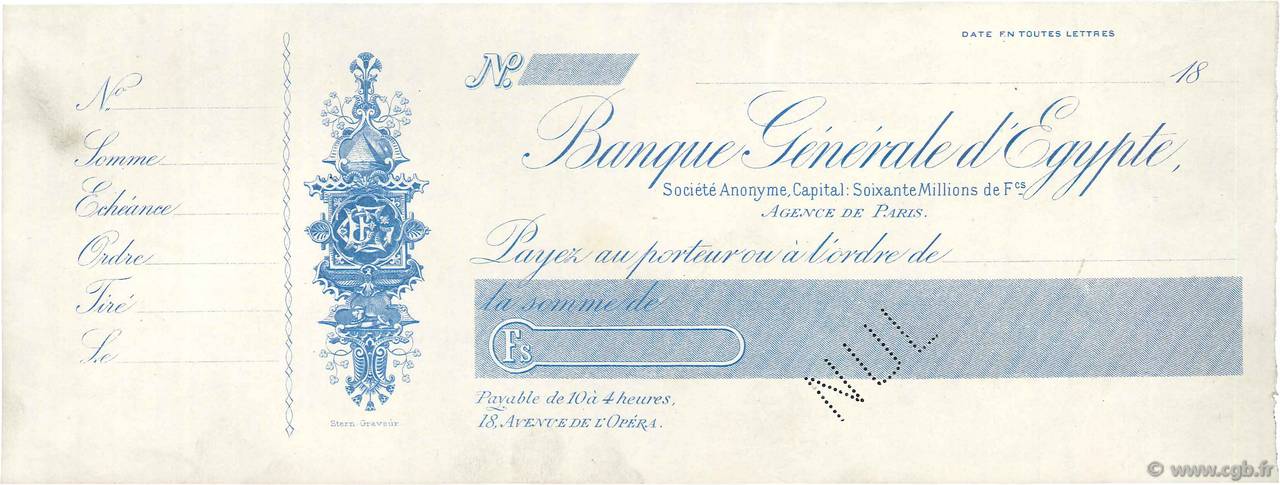 No
Somme
Echéance
Ordre
Tiré
Le
Stern-Graveur
DATE EN TOUTES LETTRES
No.
18
Banque Générale d'Egypte,
Société Anonyme, Capital: Soixante Millions de Fcs
AGENCE DE PARIS.
Payez au porteur ou à l'ordre de
la somme de
Fs
NUL
Payable de 10 à 4 heures,
18, AVENUE DE L'OPÉRA.
© www.cgb.fr